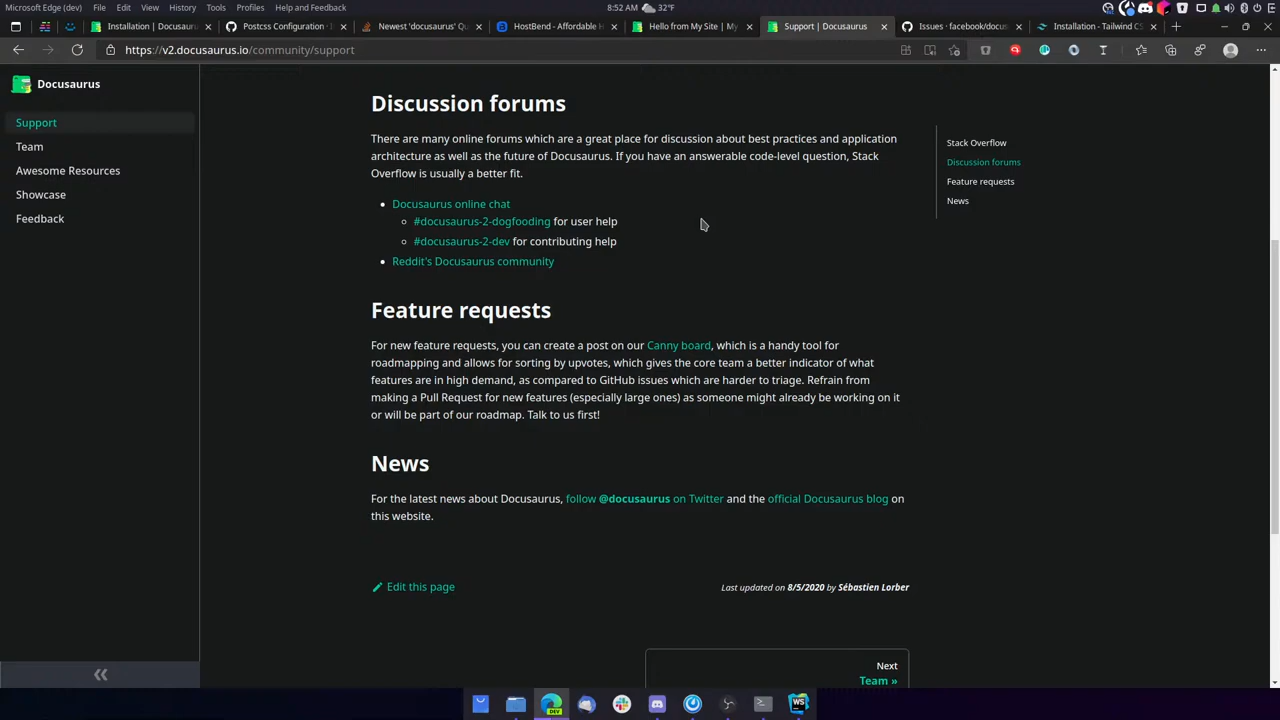 Microsoft Edge (dev) File Edit View History Tools Profiles Help and Feedback
8:52 AM 32°F
Installation | Docusau
Postcss Configuration ·
Newest 'docusaurus' Qu
HostBend - Affordable H
Hello from My Site | My
Support | Docusaurus
Issues · facebook/docus
Installation - Tailwind CS
https://v2.docusaurus.io/community/support
Docusaurus
Support
Team
Awesome Resources
Showcase
Feedback
Discussion forums
There are many online forums which are a great place for discussion about best practices and application
architecture as well as the future of Docusaurus. If you have an answerable code-level question, Stack
Overflow is usually a better fit.
Docusaurus online chat
#docusaurus-2-dogfooding for user help
#docusaurus-2-dev for contributing help
Reddit's Docusaurus community
Feature requests
For new feature requests, you can create a post on our Canny board, which is a handy tool for
roadmapping and allows for sorting by upvotes, which gives the core team a better indicator of what
features are in high demand, as compared to GitHub issues which are harder to triage. Refrain from
making a Pull Request for new features (especially large ones) as someone might already be working on it
or will be part of our roadmap. Talk to us first!
News
For the latest news about Docusaurus, follow @docusaurus on Twitter and the official Docusaurus blog on
this website.
Edit this page
Last updated on 8/5/2020 by Sébastien Lorber
Next
Team »
Stack Overflow
Discussion forums
Feature requests
News
«
DEV
WS